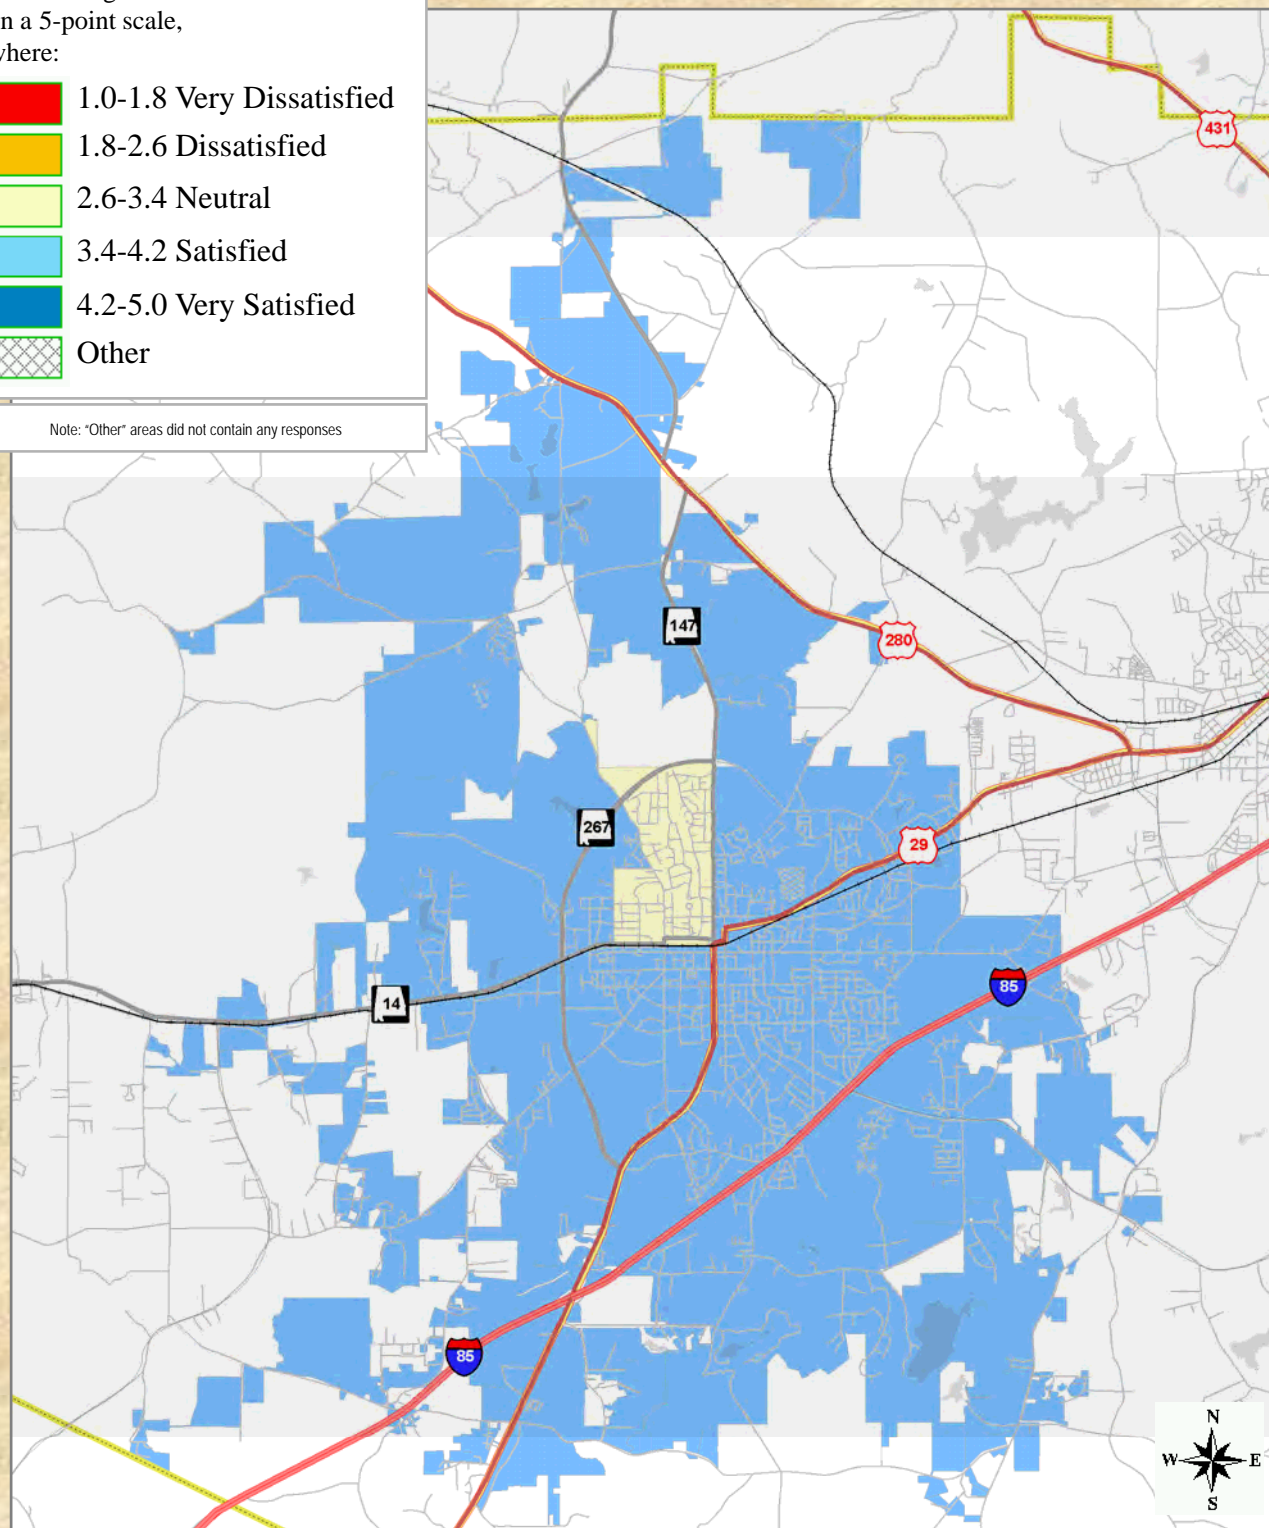 n a 5-point scale,
where:
1.0-1.8 Very Dissatisfied
1.8-2.6 Dissatisfied
2.6-3.4 Neutral
3.4-4.2 Satisfied
4.2-5.0 Very Satisfied
Other
Note: "Other" areas did not contain any responses
431
147
280
267
29
85
14
85
N
W E
S